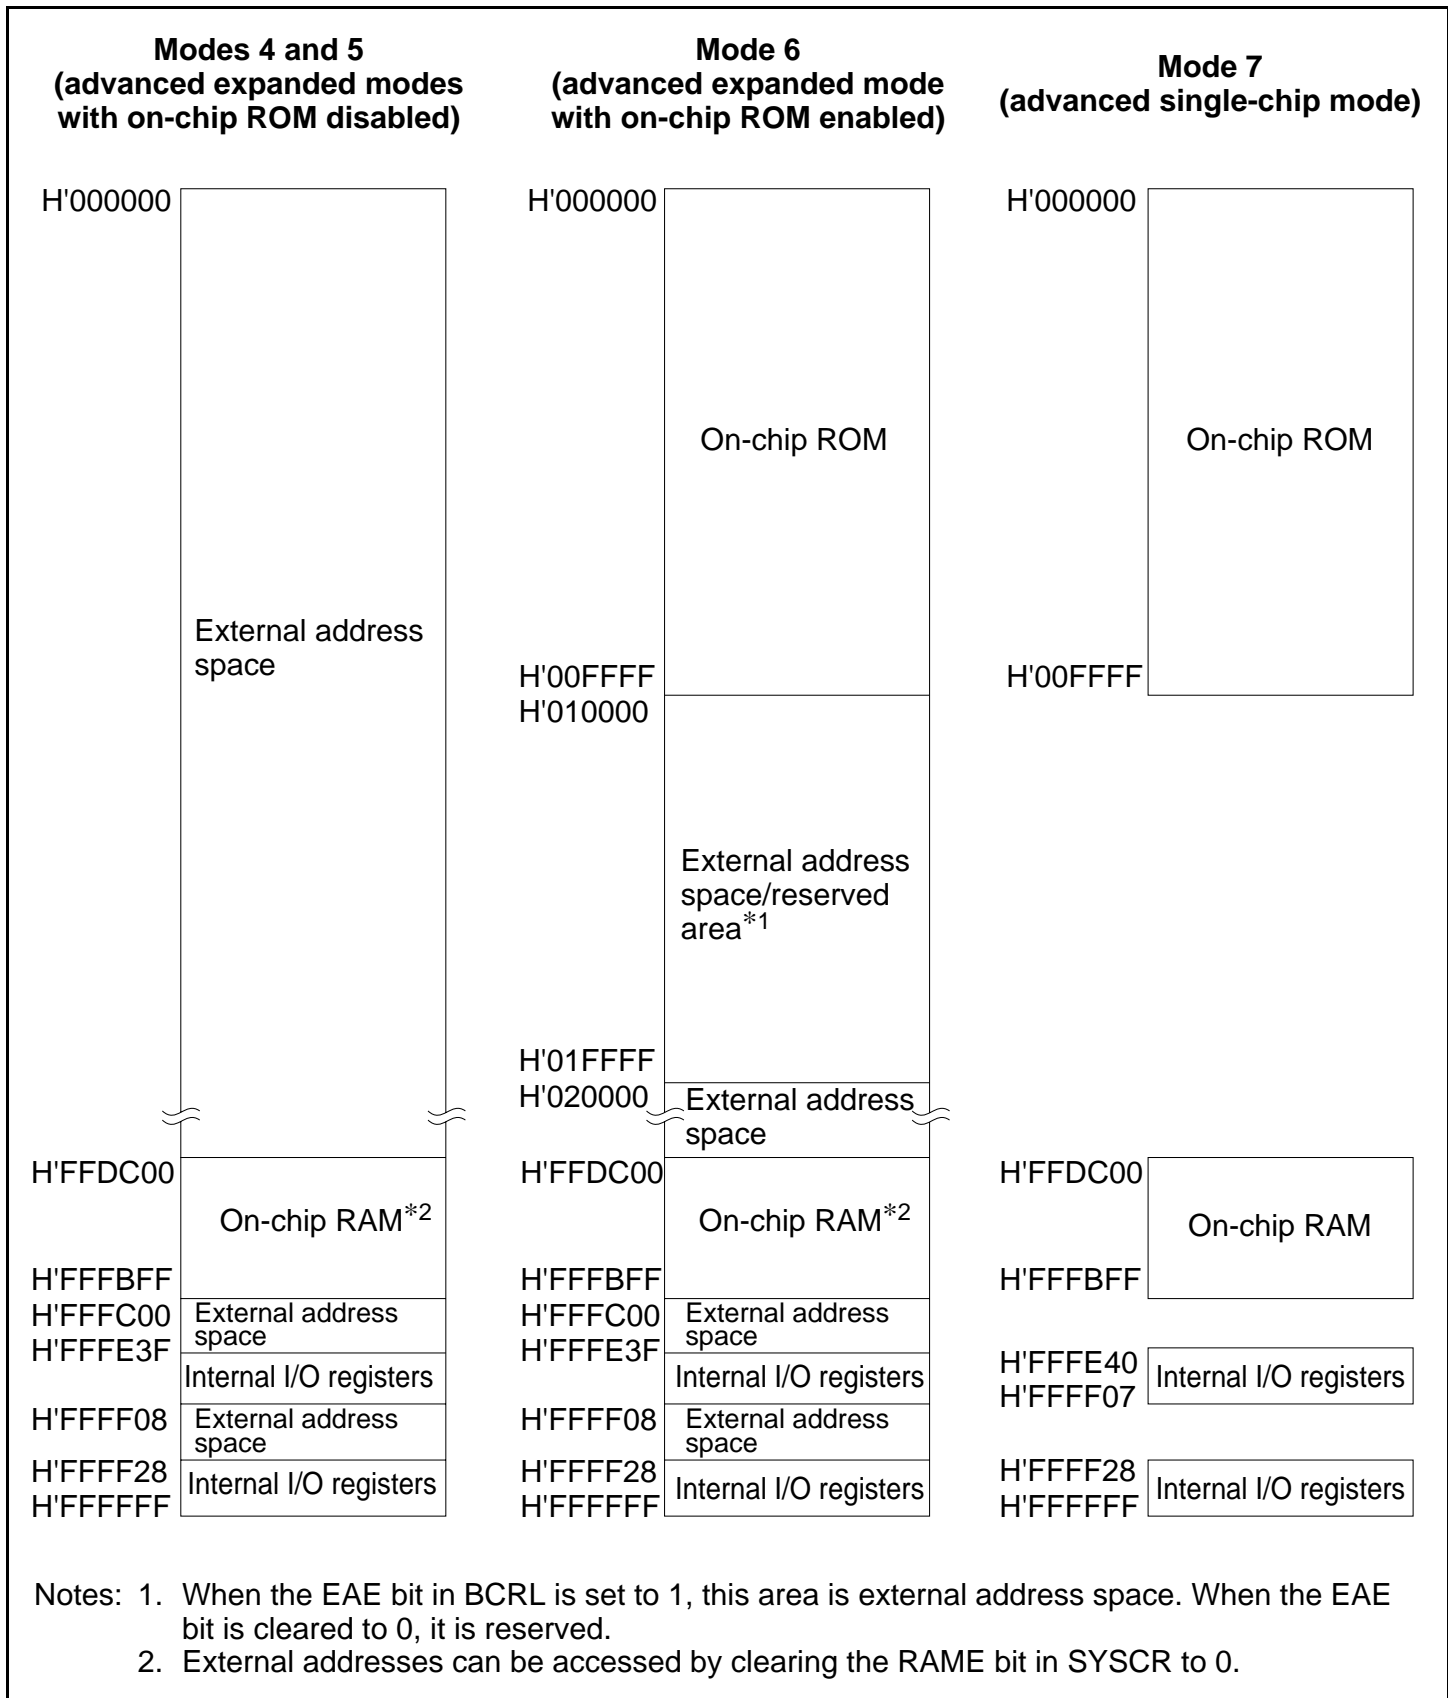 Modes 4 and 5
(advanced expanded modes
with on-chip ROM disabled)
Mode 6
(advanced expanded mode
with on-chip ROM enabled)
Mode 7
(advanced single-chip mode)
H'000000
External address
space
H'FFDC00
On-chip RAM*2
H'FFFBFF
H'FFFC00
External address
space
H'FFFE3F
Internal I/O registers
H'FFFF08
External address
space
H'FFFF28
Internal I/O registers
H'FFFFFF
H'000000
On-chip ROM
H'00FFFF
H'010000
External address
space/reserved
area*1
H'01FFFF
H'020000
External address
space
H'FFDC00
On-chip RAM*2
H'FFFBFF
H'FFFC00
External address
space
H'FFFE3F
Internal I/O registers
H'FFFF08
External address
space
H'FFFF28
Internal I/O registers
H'FFFFFF
H'000000
On-chip ROM
H'00FFFF
H'FFDC00
On-chip RAM
H'FFFBFF
H'FFFE40
Internal I/O registers
H'FFFF07
H'FFFF28
Internal I/O registers
H'FFFFFF
Notes: 1. When the EAE bit in BCRL is set to 1, this area is external address space. When the EAE
bit is cleared to 0, it is reserved.
2. External addresses can be accessed by clearing the RAME bit in SYSCR to 0.